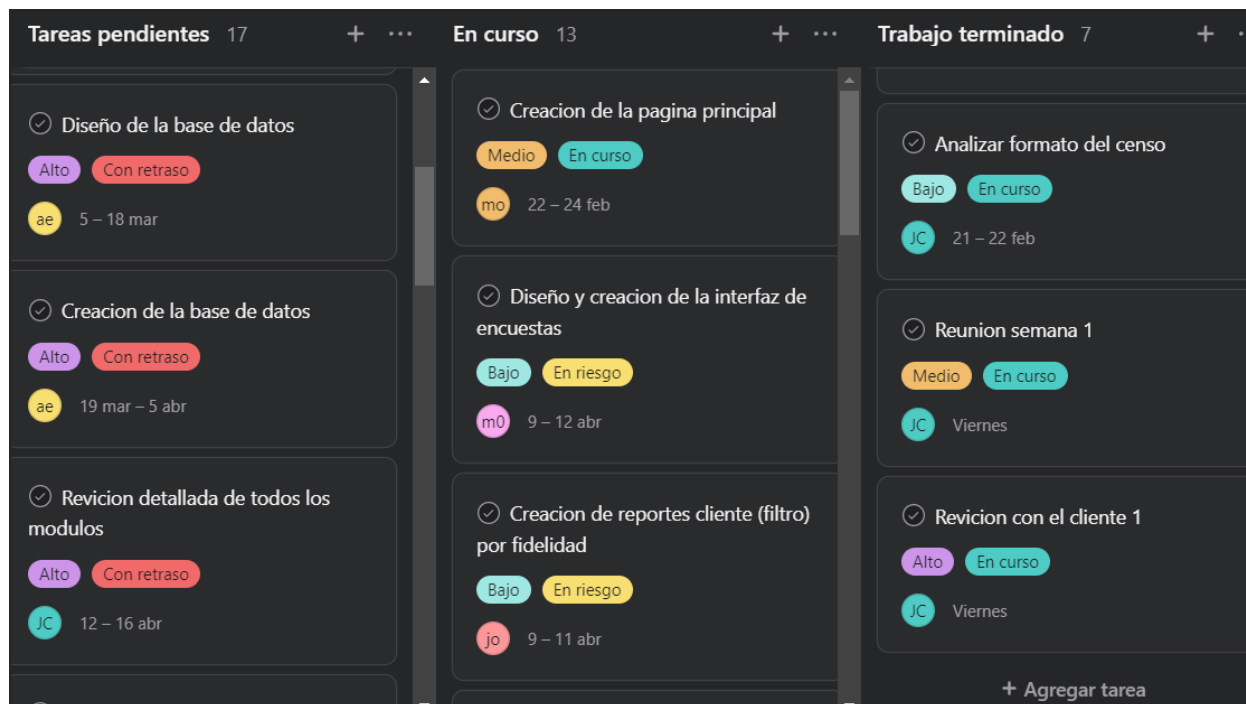 Tareas pendientes 17 + ...
Diseño de la base de datos
Alto Con retraso
ae 5 – 18 mar
Creacion de la base de datos
Alto Con retraso
ae 19 mar – 5 abr
Revicion detallada de todos los
modulos
Alto Con retraso
JC 12 – 16 abr
En curso 13 + ...
Creacion de la pagina principal
Medio En curso
mo 22 – 24 feb
Diseño y creacion de la interfaz de
encuestas
Bajo En riesgo
m0 9 – 12 abr
Creacion de reportes cliente (filtro)
por fidelidad
Bajo En riesgo
jo 9 – 11 abr
Trabajo terminado 7 +
Analizar formato del censo
Bajo En curso
JC 21 – 22 feb
Reunion semana 1
Medio En curso
JC Viernes
Revicion con el cliente 1
Alto En curso
JC Viernes
+ Agregar tarea